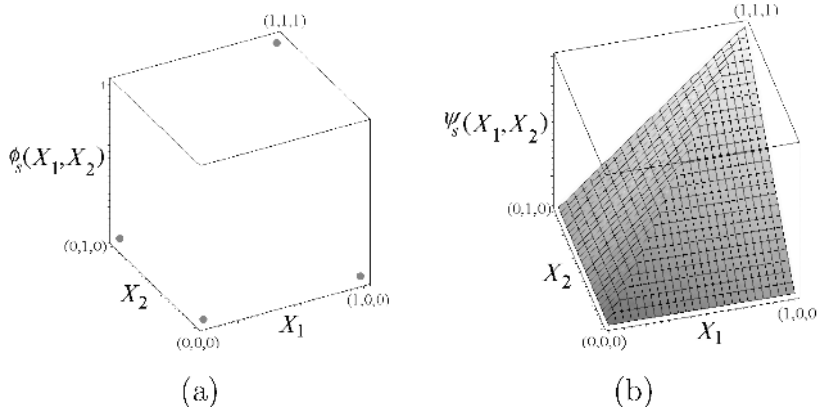 (1,1,1)
1
ϕₛ(X₁,X₂)
(0,1,0)
X₂
(0,0,0)
X₁
(1,0,0)
(a)
(1,1,1)
ψₛ(X₁,X₂)
(0,1,0)
X₂
(0,0,0)
X₁
(1,0,0
(b)